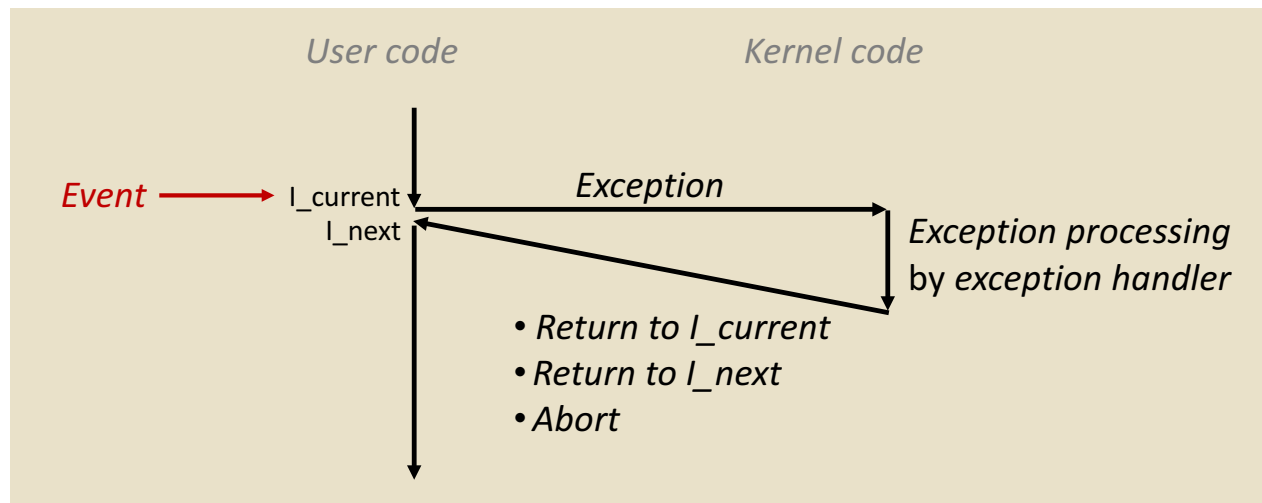 User code
Kernel code
Event
I_current
Exception
I_next
Exception processing
by exception handler
• Return to I_current
• Return to I_next
• Abort